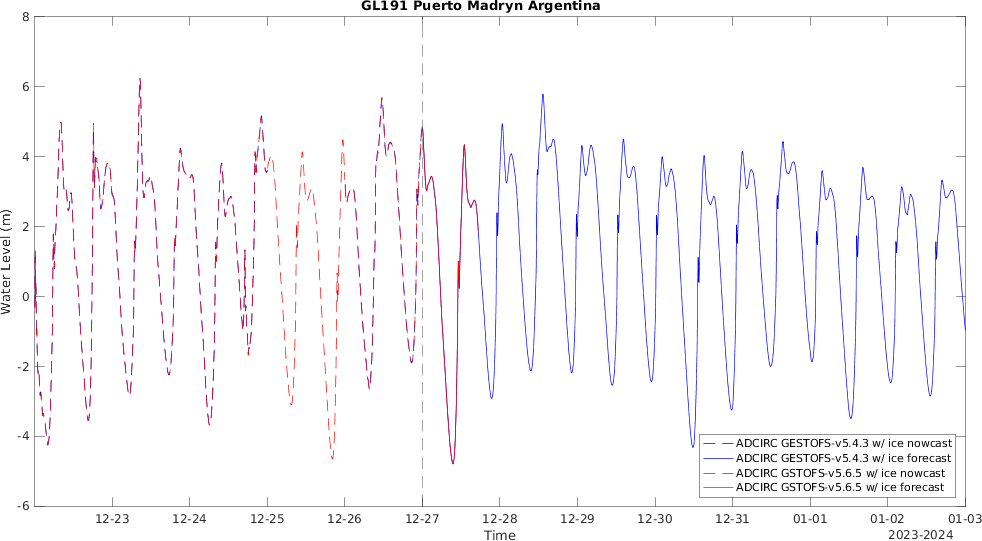 GL191 Puerto Madryn Argentina
8
6
4
2
0
-2
-4
-6
Water Level (m)
ADCIRC GESTOFS-v5.4.3 w/ ice nowcast
ADCIRC GESTOFS-v5.4.3 w/ ice forecast
ADCIRC GSTOFS-v5.6.5 w/ ice nowcast
ADCIRC GSTOFS-v5.6.5 w/ ice forecast
12-23 12-24 12-25 12-26 12-27 12-28 12-29 12-30 12-31 01-01 01-02 01-03
Time
2023-2024